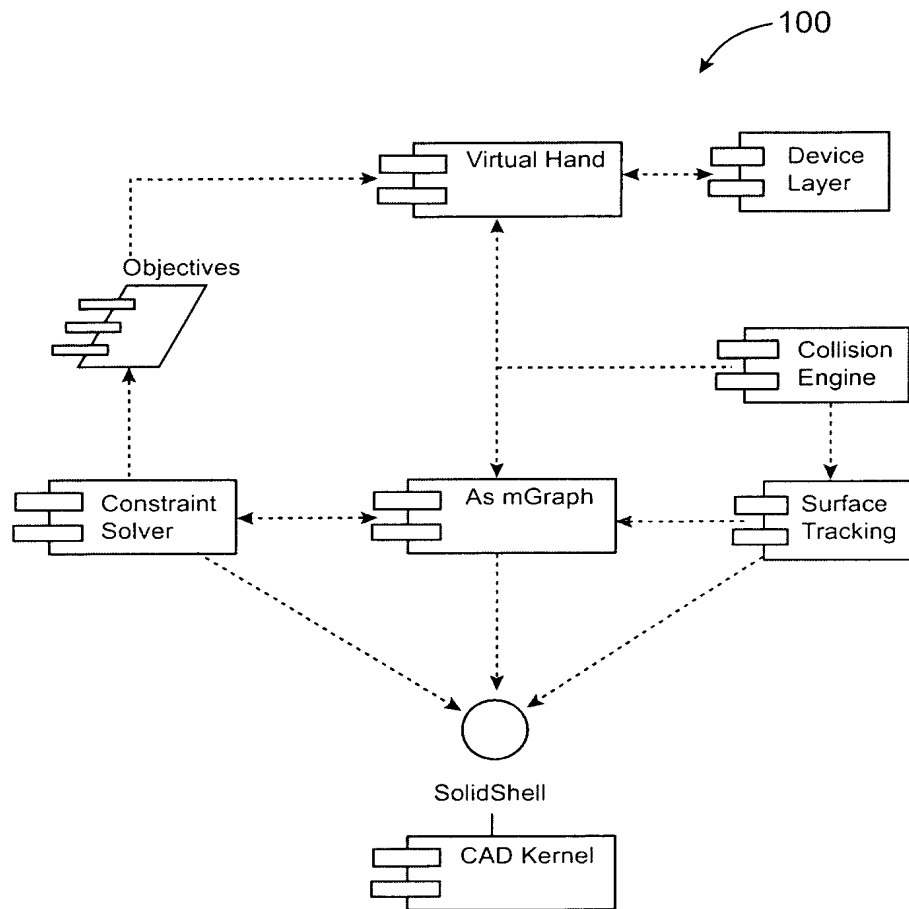 100
Virtual Hand
Device
Layer
Objectives
Collision
Engine
Constraint
Solver
As mGraph
Surface
Tracking
SolidShell
CAD Kernel